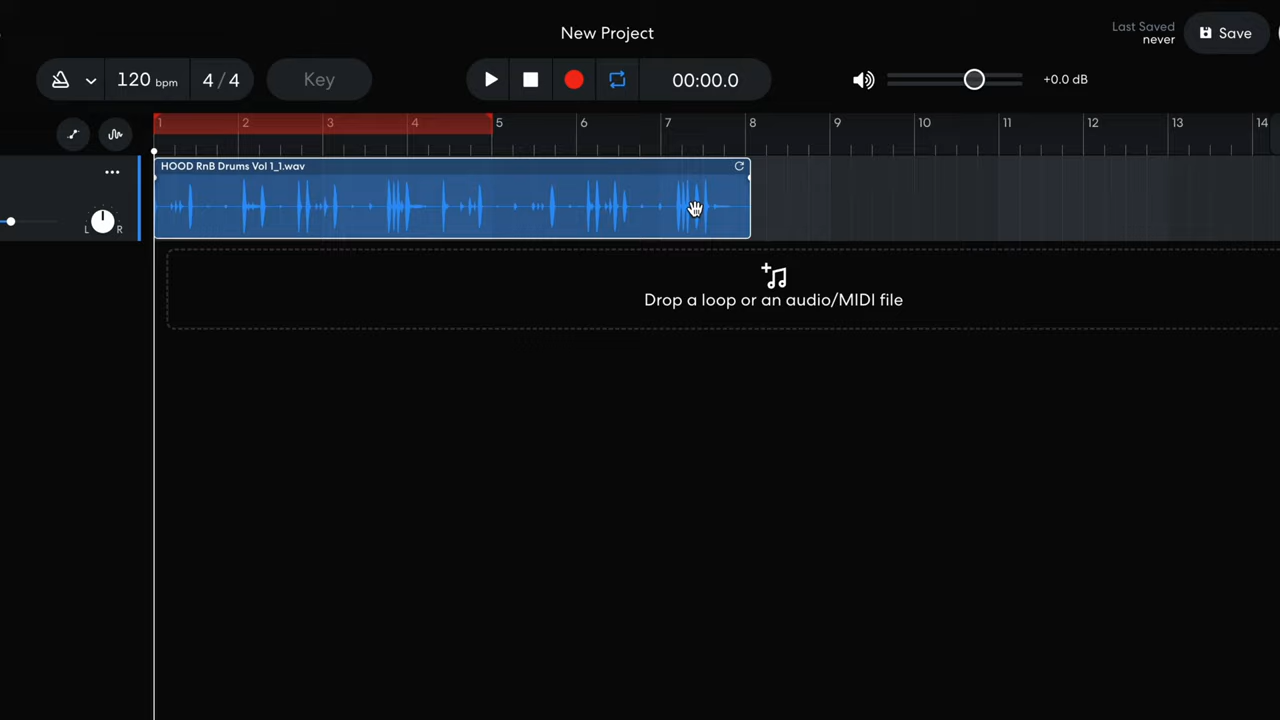 New Project
Last Saved
never
Save
120 bpm
4/4
Key
00:00.0
+0.0 dB
1 2 3 4 5 6 7 8 9 10 11 12 13 14
HOOD RnB Drums Vol 1_1.wav
L R
Drop a loop or an audio/MIDI file